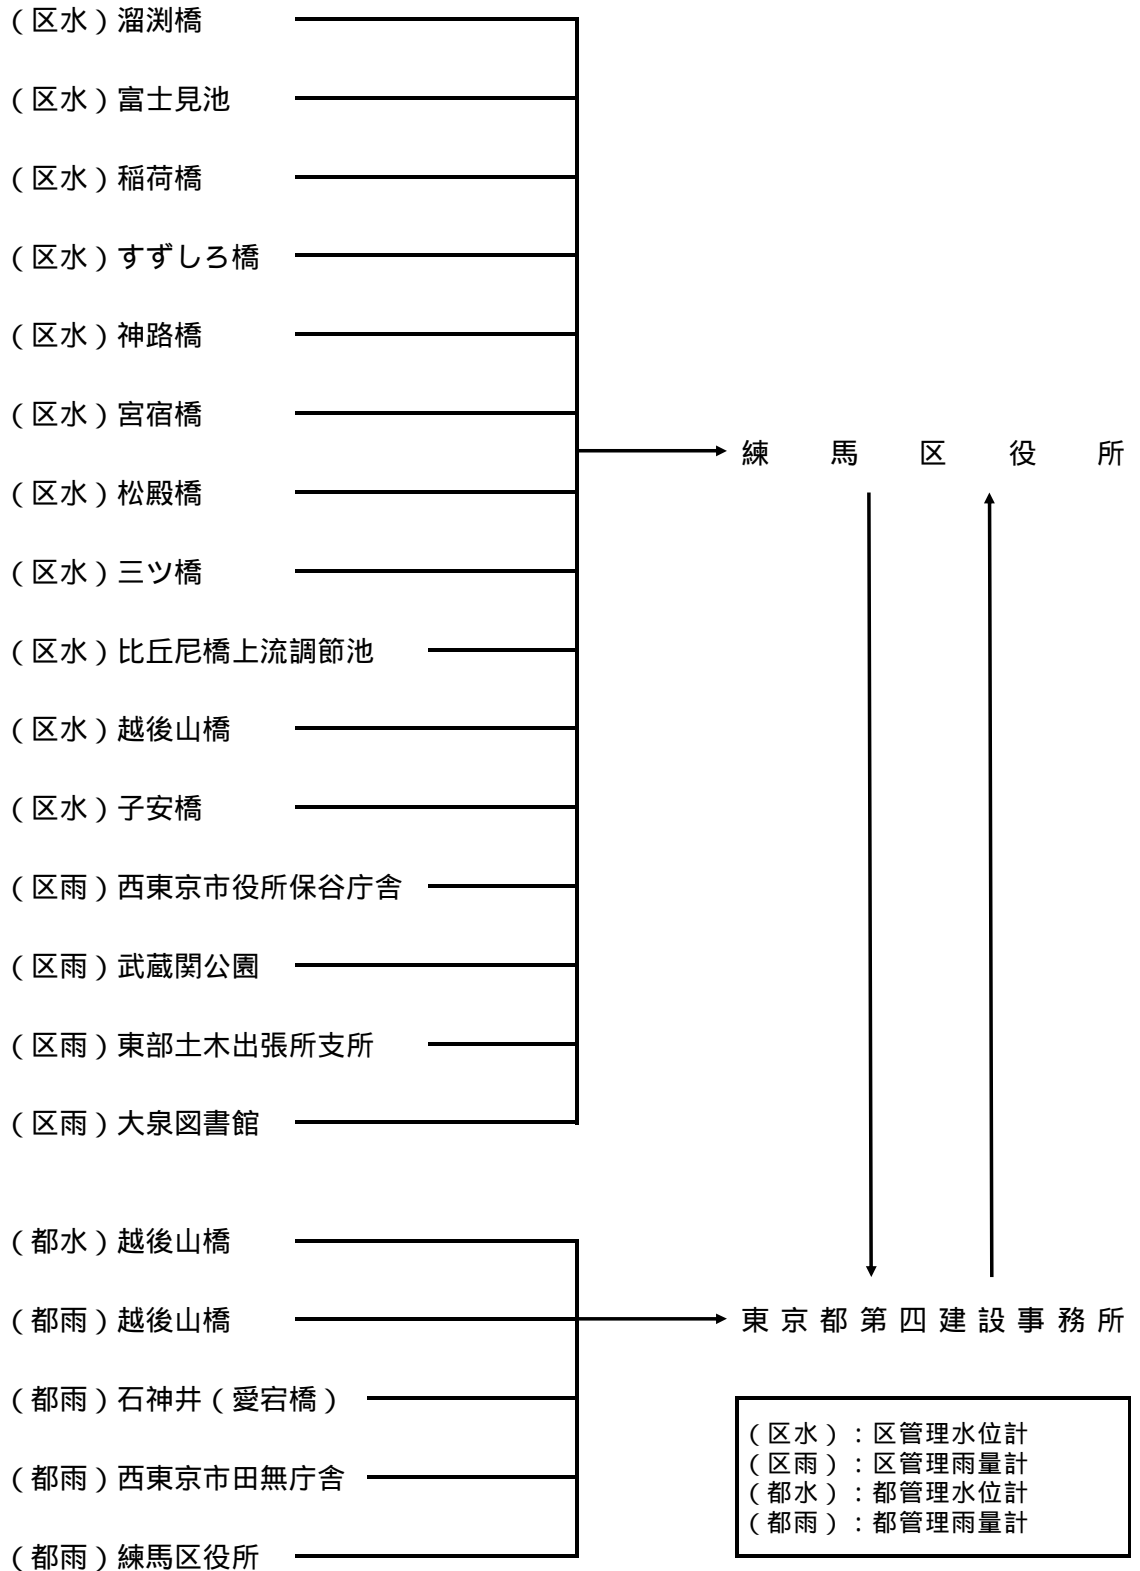 （区水）溜渕橋
（区水）富士見池
（区水）稲荷橋
（区水）すずしろ橋
（区水）神路橋
（区水）宮宿橋
（区水）松殿橋
（区水）三ツ橋
（区水）比丘尼橋上流調節池
（区水）越後山橋
（区水）子安橋
（区雨）西東京市役所保谷庁舎
（区雨）武蔵関公園
（区雨）東部土木出張所支所
（区雨）大泉図書館
練馬区役所
（都水）越後山橋
（都雨）越後山橋
（都雨）石神井（愛宕橋）
（都雨）西東京市田無庁舎
（都雨）練馬区役所
東京都第四建設事務所
（区水）：区管理水位計
（区雨）：区管理雨量計
（都水）：都管理水位計
（都雨）：都管理雨量計